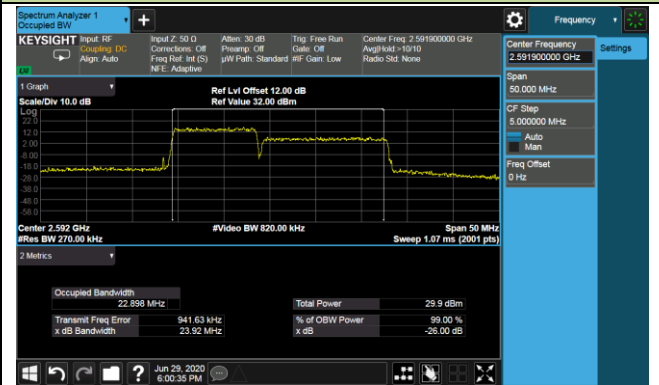 Spectrum Analyzer 1
Occupied BW
Frequency
KEYSIGHT
Input: RF
Coupling: DC
Align: Auto
Input Z: 50 Ω
Corrections: Off
Freq Ref: Int (S)
NFE: Adaptive
Atten: 30 dB
Preamp: Off
µW Path: Standard
Trig: Free Run
Gate: Off
#IF Gain: Low
Center Freq: 2.591900000 GHz
Avg|Hold:>10/10
Radio Std: None
Center Frequency
2.591900000 GHz
Settings
Span
50.000 MHz
CF Step
5.000000 MHz
Auto
Man
Freq Offset
0 Hz
1 Graph
Scale/Div 10.0 dB
Ref Lvl Offset 12.00 dB
Ref Value 32.00 dBm
Log
22.0
12.0
2.00
-8.00
-18.0
-28.0
-38.0
-48.0
-58.0
Center 2.592 GHz
#Res BW 270.00 kHz
#Video BW 820.00 kHz
Span 50 MHz
Sweep 1.07 ms (2001 pts)
2 Metrics
Occupied Bandwidth
22.898 MHz
Total Power
29.9 dBm
Transmit Freq Error
941.63 kHz
% of OBW Power
99.00 %
x dB Bandwidth
23.92 MHz
x dB
-26.00 dB
Jun 29, 2020
6:00:35 PM